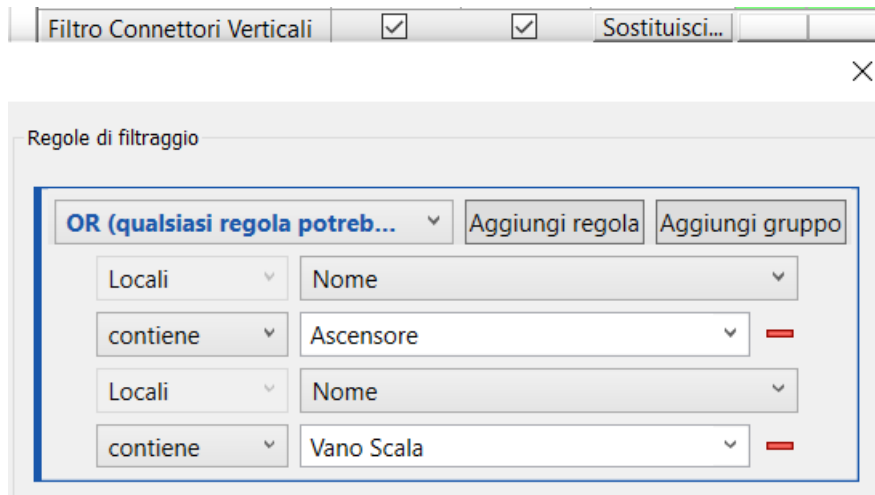 Filtro Connettori Verticali Sostituisci...
Regole di filtraggio
OR (qualsiasi regola potreb... Aggiungi regola Aggiungi gruppo
Locali Nome
contiene Ascensore
Locali Nome
contiene Vano Scala